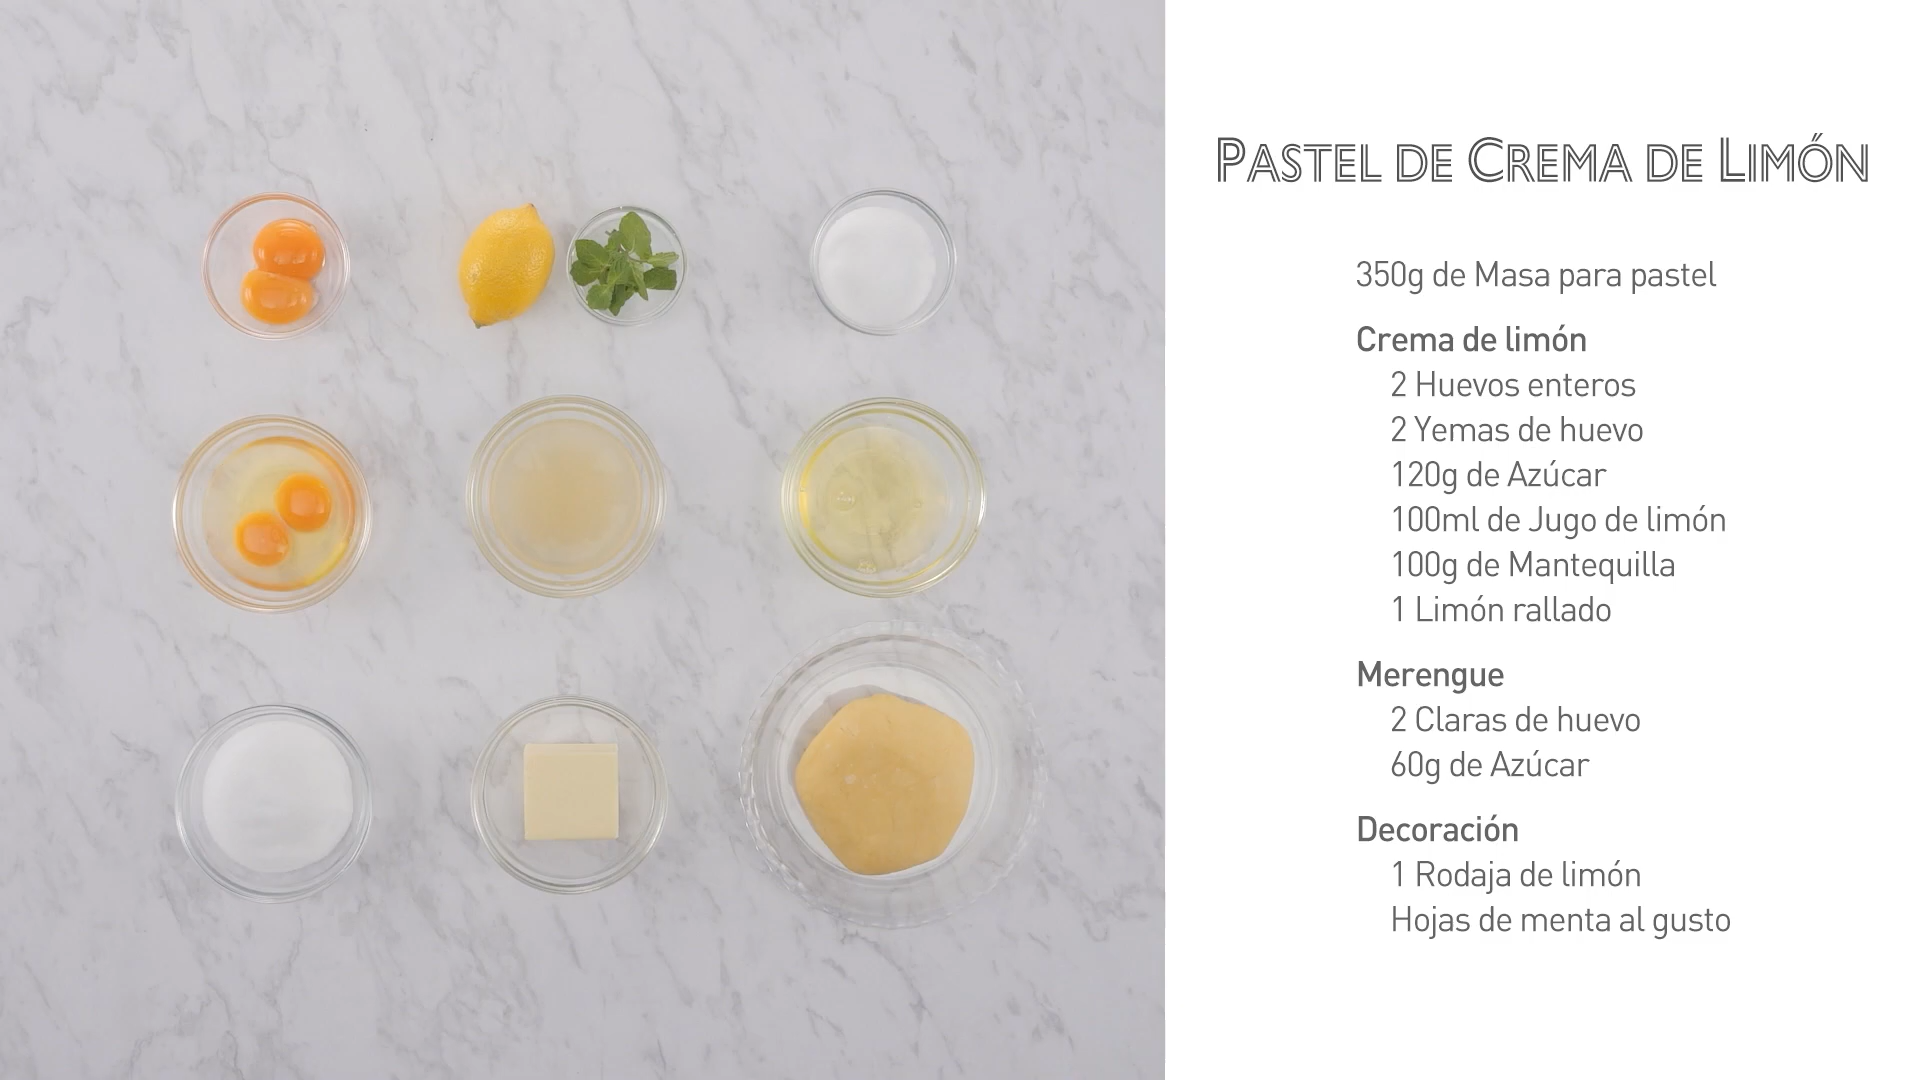 PASTEL DE CREMA DE LIMÓN
350g de Masa para pastel
Crema de limón
2 Huevos enteros
2 Yemas de huevo
120g de Azúcar
100ml de Jugo de limón
100g de Mantequilla
1 Limón rallado
Merengue
2 Claras de huevo
60g de Azúcar
Decoración
1 Rodaja de limón
Hojas de menta al gusto